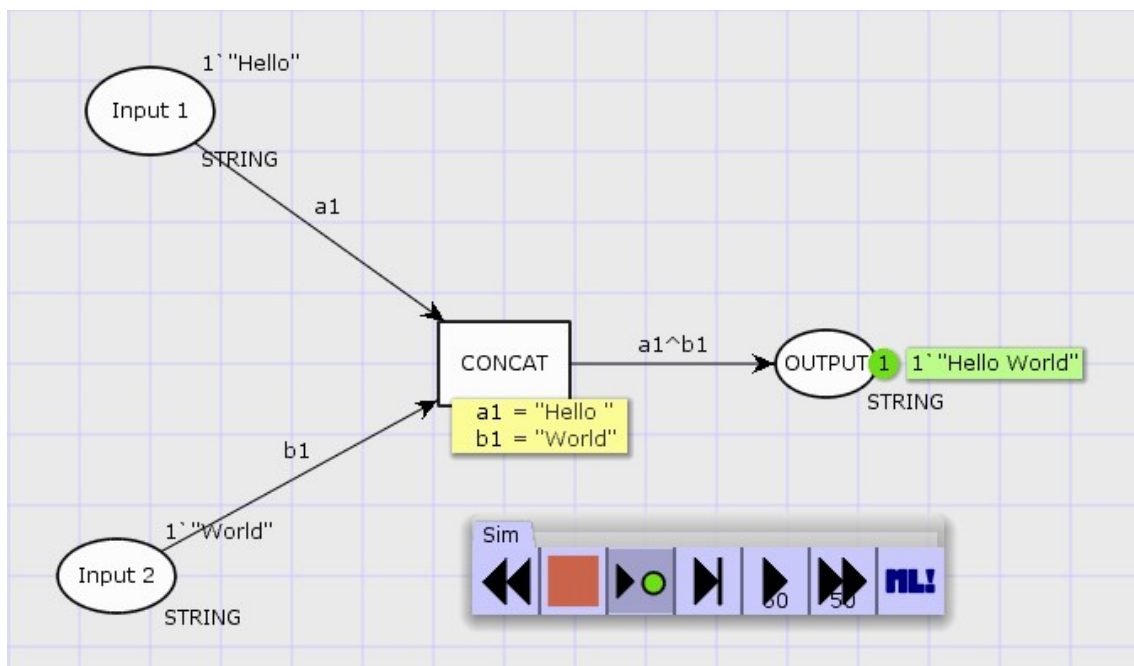 1`"Hello"
Input 1
STRING
a1
a1^b1
CONCAT
OUTPUT
1
1`"Hello World"
STRING
a1 = "Hello "
b1 = "World"
b1
1`"World"
Sim
Input 2
50
ML!
STRING